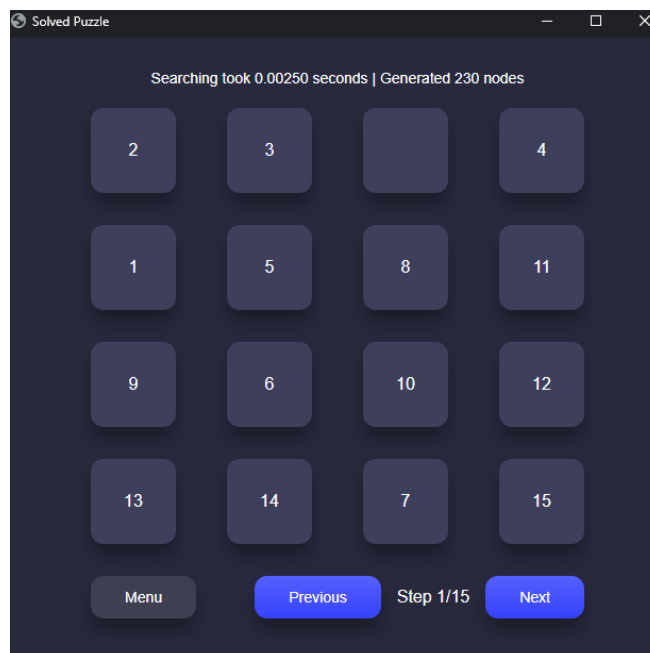 Solved Puzzle
Searching took 0.00250 seconds | Generated 230 nodes
2 3 4
1 5 8 11
9 6 10 12
13 14 7 15
Menu Previous Step 1/15 Next